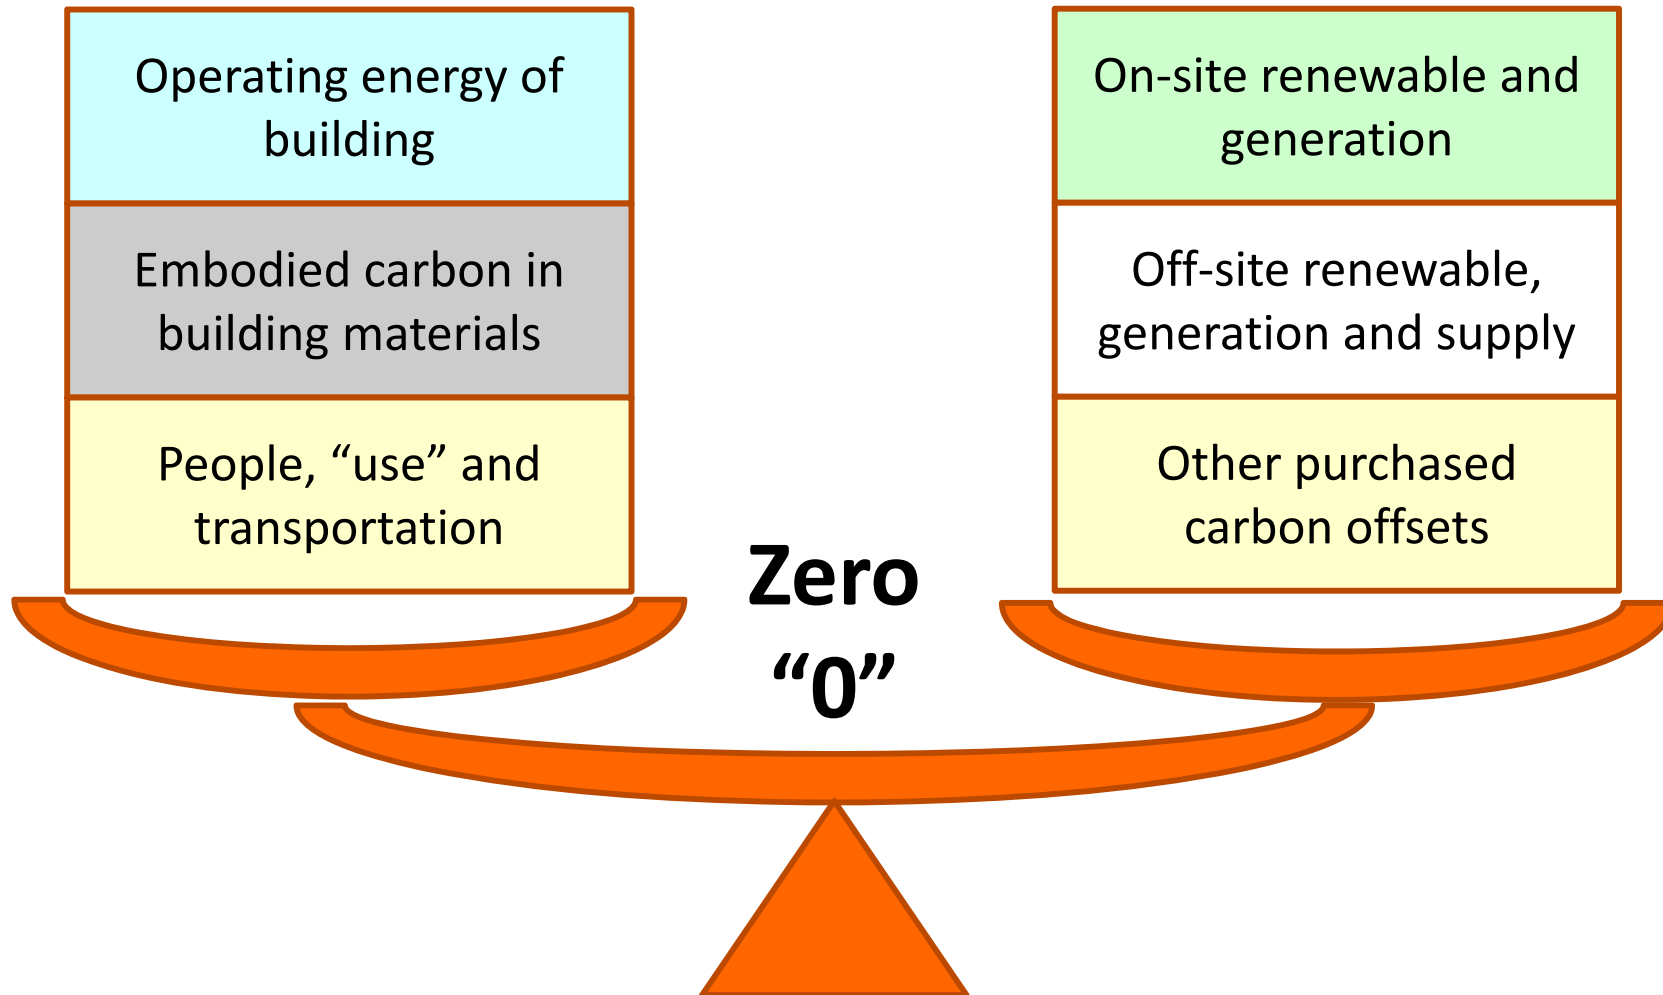 Operating energy of
building
Embodied carbon in
building materials
People, “use” and
transportation
On-site renewable and
generation
Off-site renewable,
generation and supply
Other purchased
carbon offsets
Zero
“0”